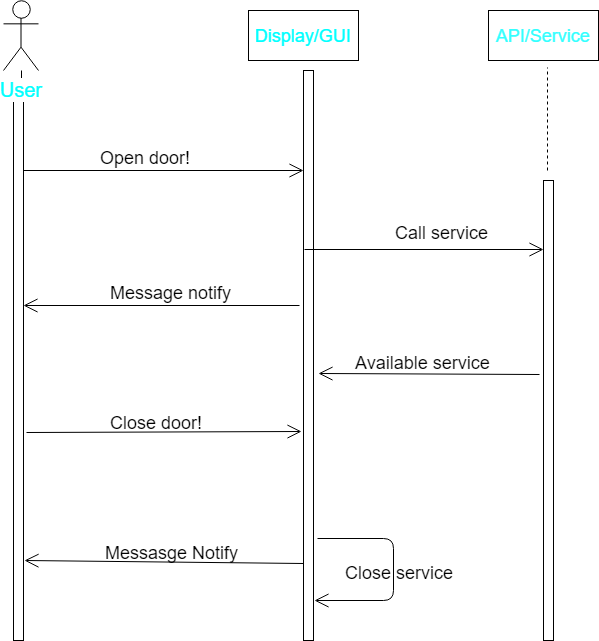 Display/GUI
API/Service
User
Open door!
Call service
Message notify
Available service
Close door!
Messasge Notify
Close service